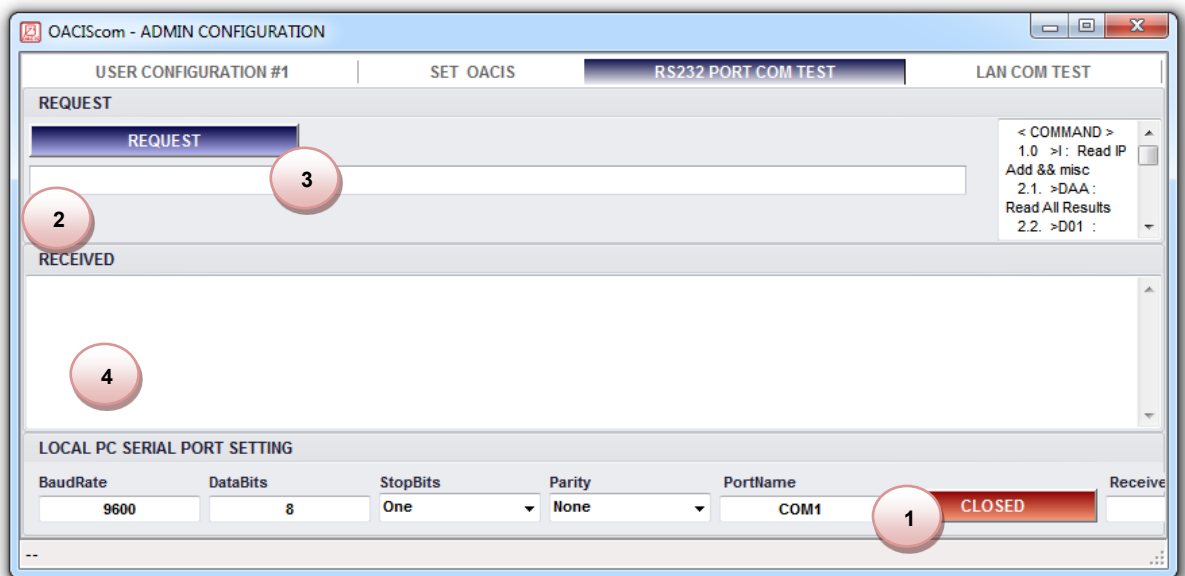 OACIScom - ADMIN CONFIGURATION
USER CONFIGURATION #1 SET OACIS RS232 PORT COM TEST LAN COM TEST
REQUEST
REQUEST
3
2
< COMMAND >
1.0 >I : Read IP
Add && misc
2.1. >DAA :
Read All Results
2.2. >D01 :
RECEIVED
4
LOCAL PC SERIAL PORT SETTING
BaudRate DataBits StopBits Parity PortName Receive
9600 8 One None COM1 1 CLOSED
--